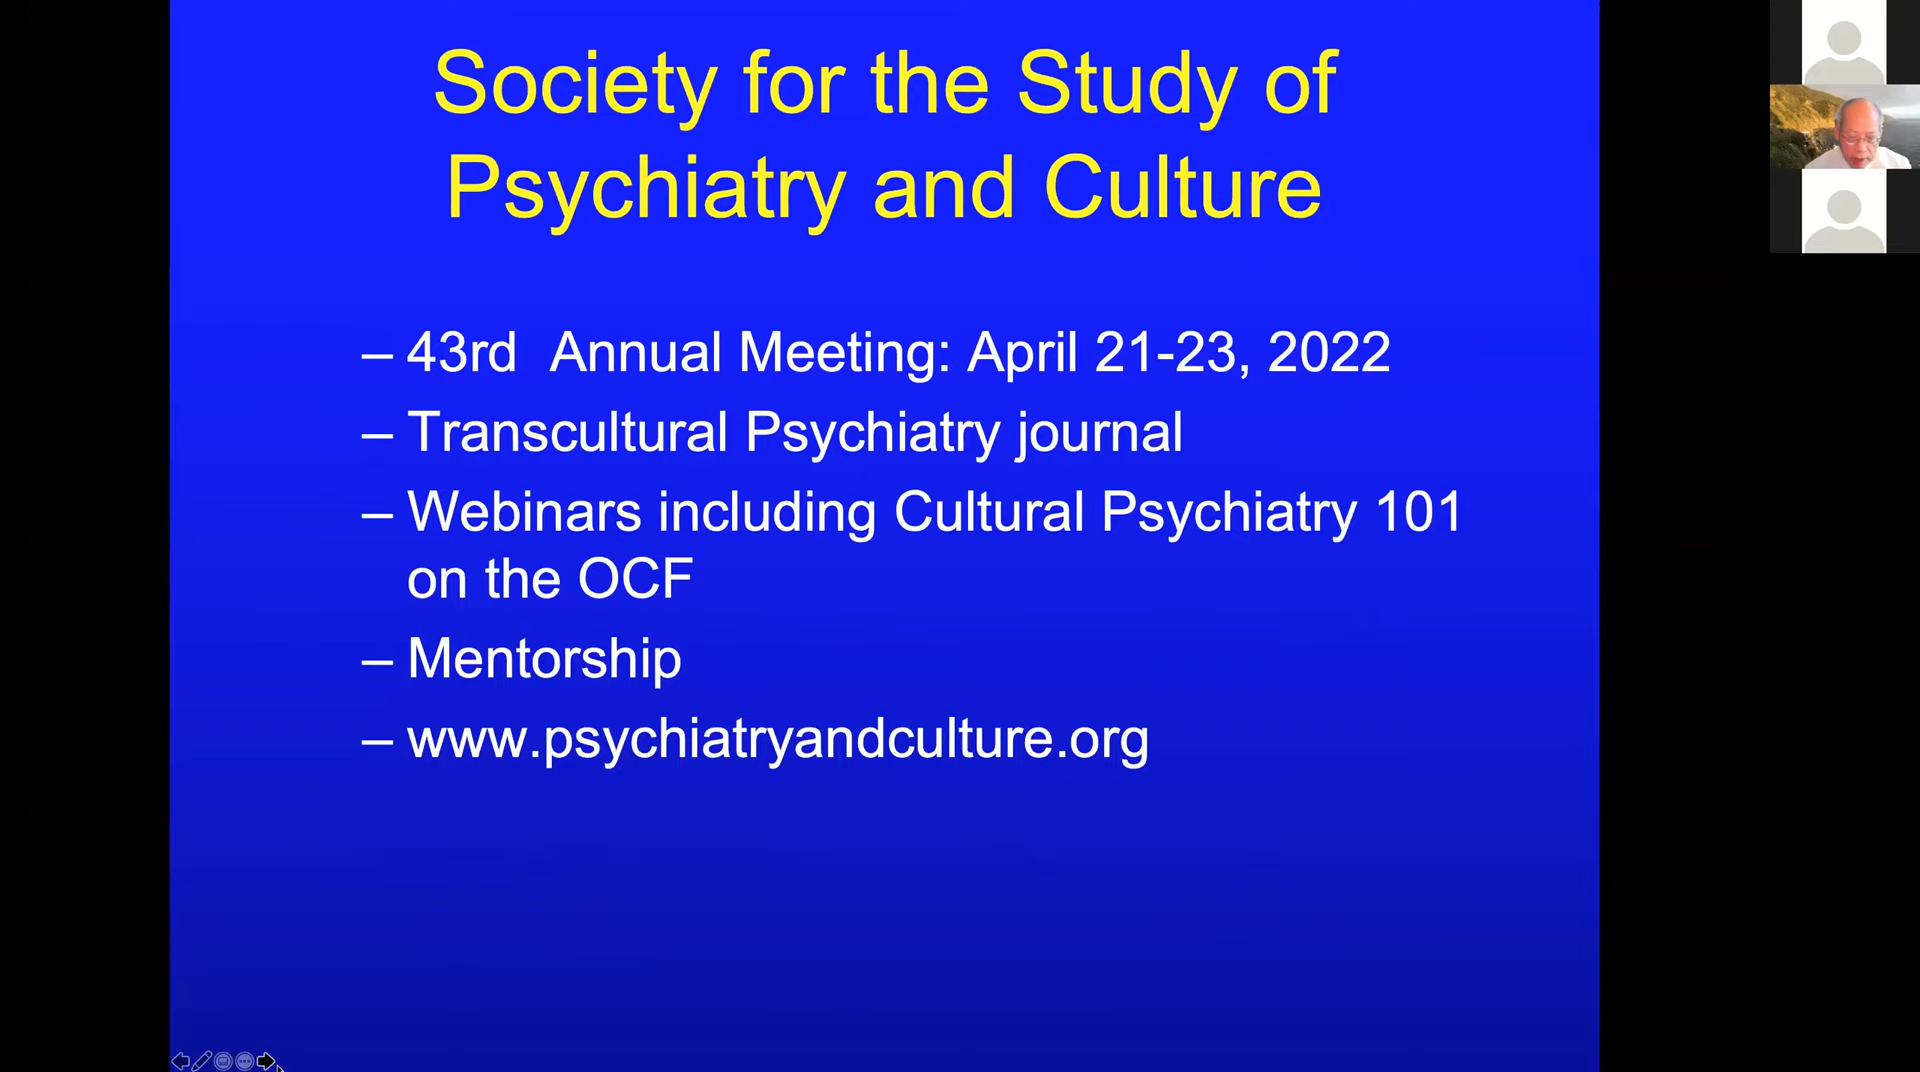 Society for the Study of
Psychiatry and Culture
– 43rd  Annual Meeting: April 21-23, 2022
– Transcultural Psychiatry journal
– Webinars including Cultural Psychiatry 101
on the OCF
– Mentorship
– www.psychiatryandculture.org